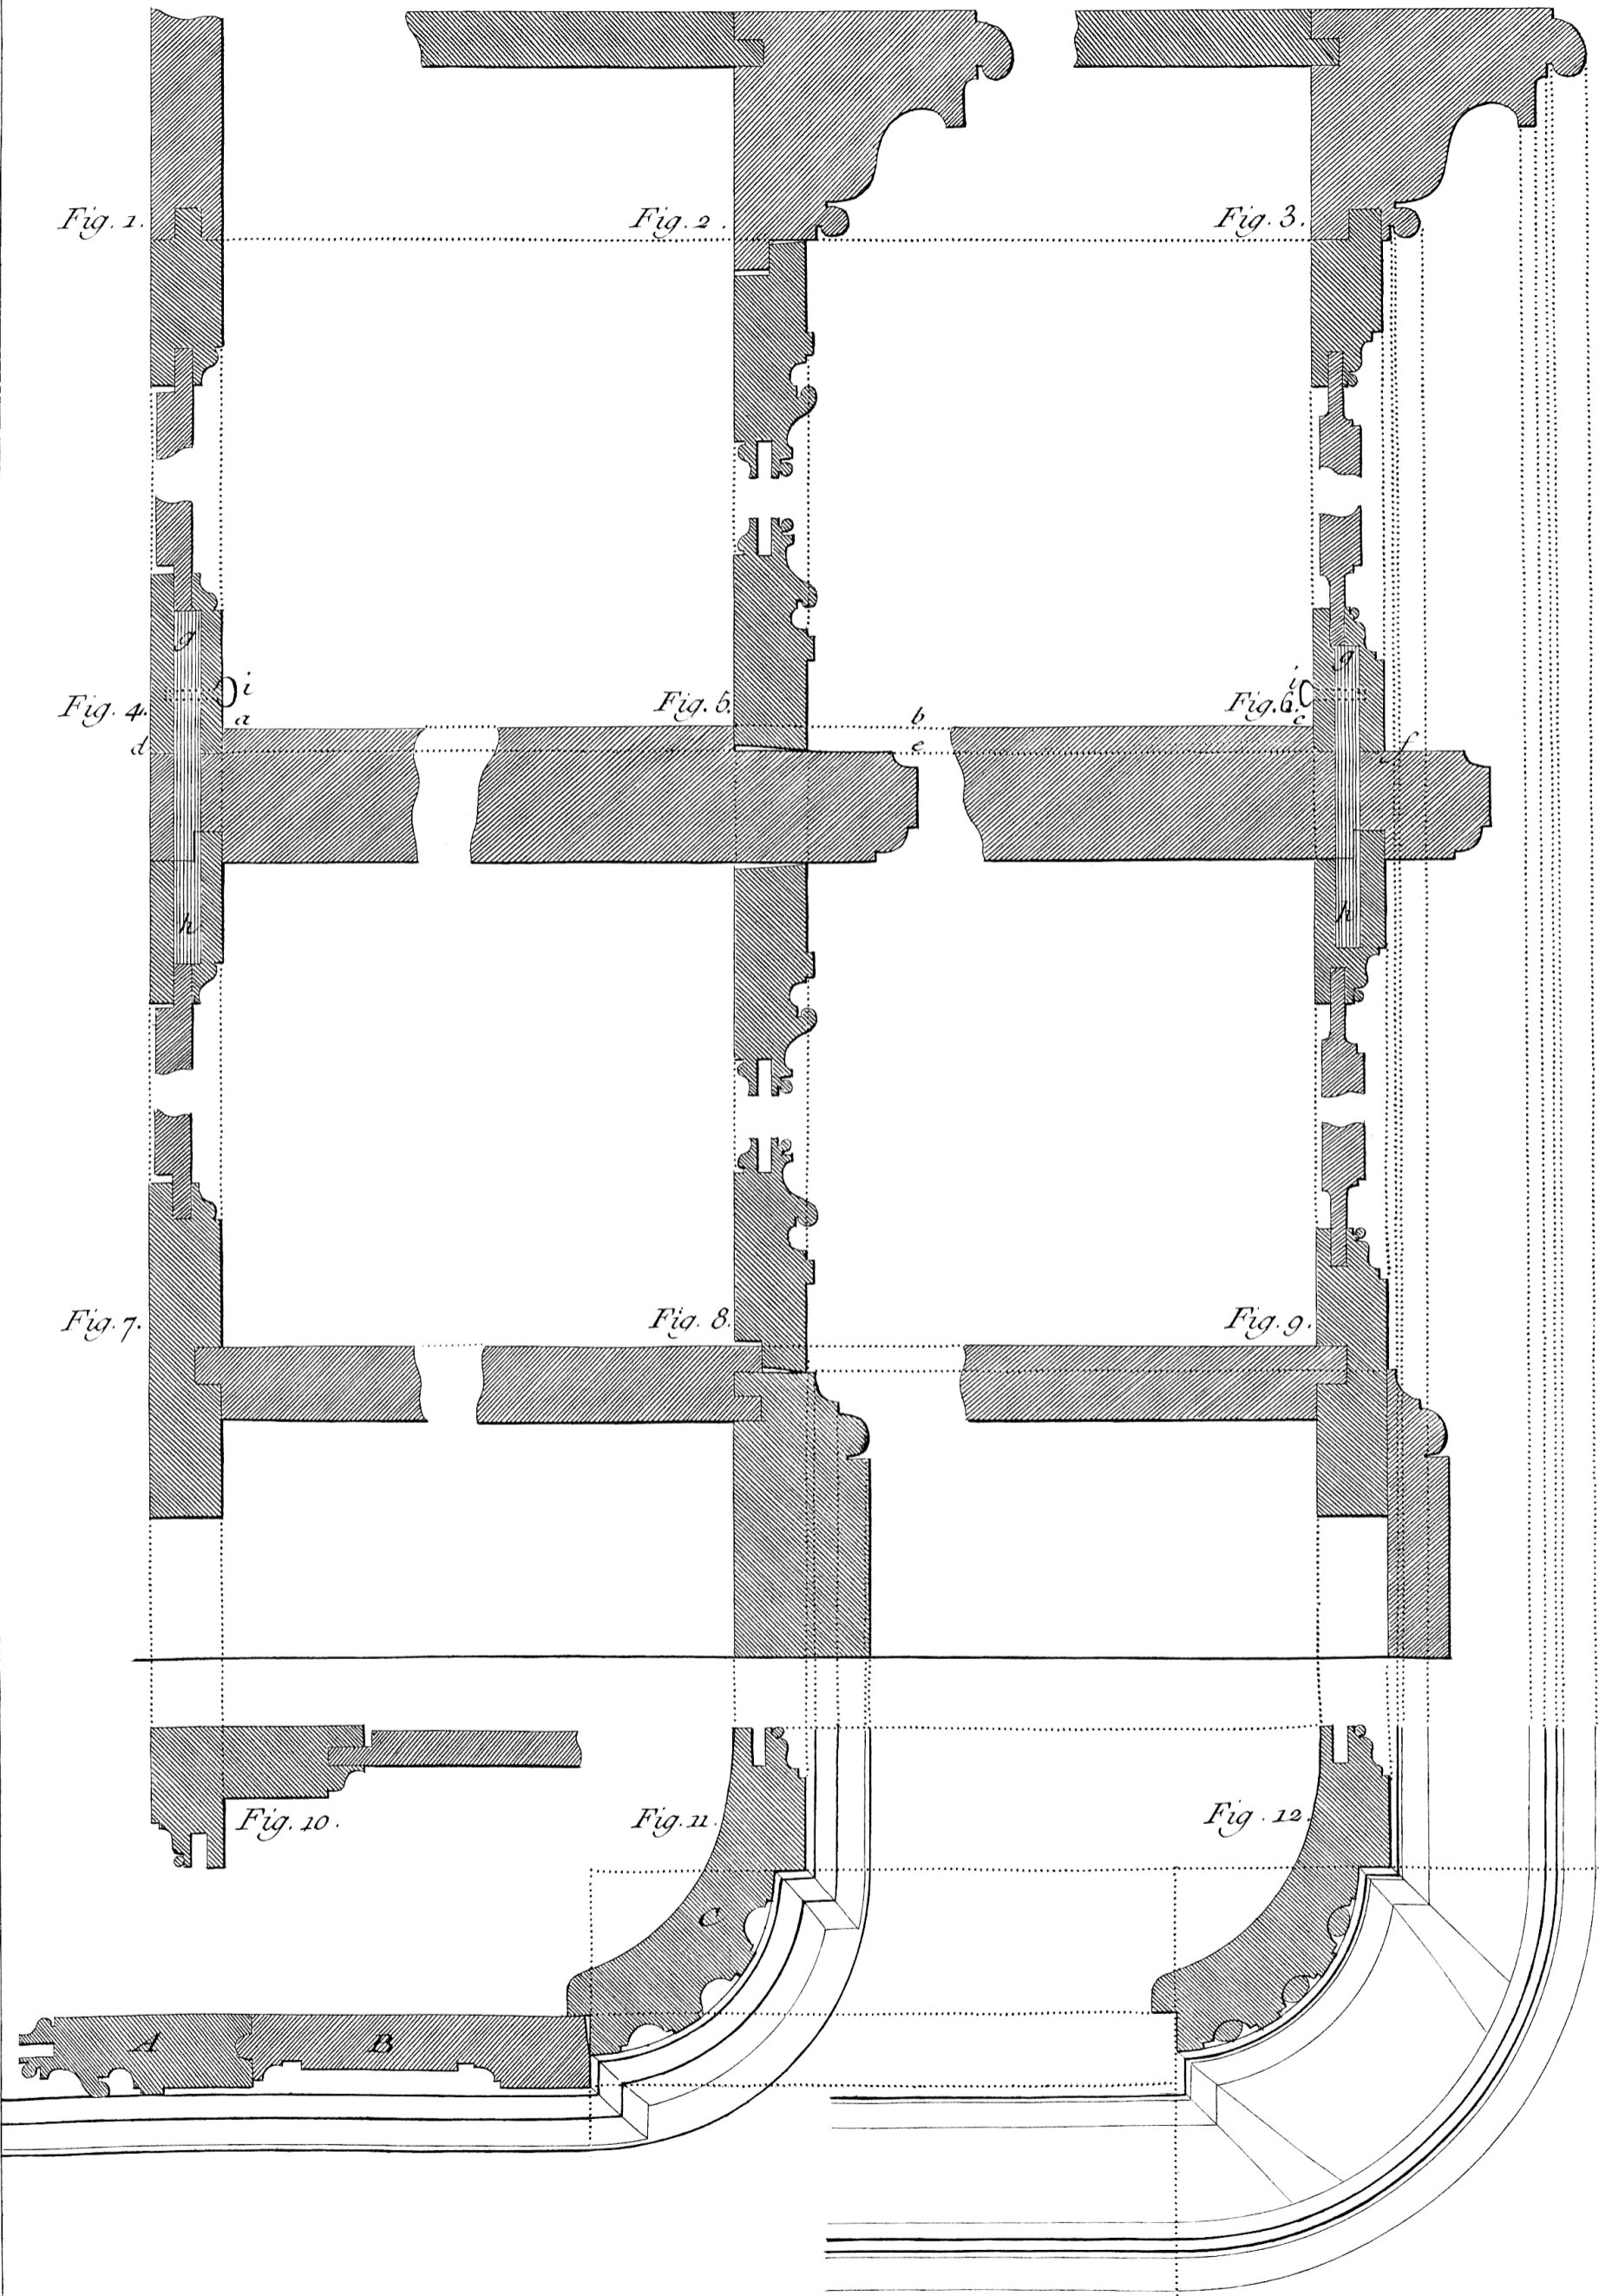 Fig. 1.
Fig. 2.
Fig. 3.
g
g
i
i
Fig. 4.
a
Fig. 5.
b
Fig. 6.
c
d
e
f
h
h
Fig. 7.
Fig. 8.
Fig. 9.
Fig. 10.
Fig. 11.
Fig. 12.
C
A
B